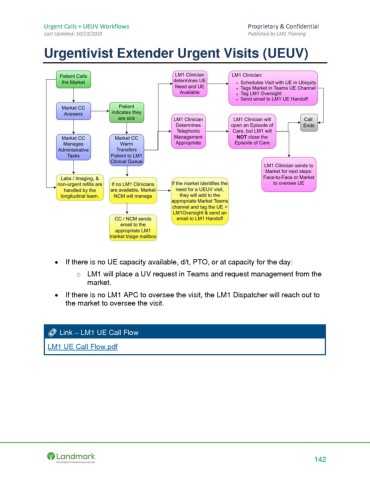 Urgent Calls + UEUV Workflows
Proprietary & Confidential
Last Updated: 10/13/2023
Published by LM1 Training
Urgentivist Extender Urgent Visits (UEUV)
Patient Calls
the Market
Market CC
Answers
Market CC
Manages
Administrative
Tasks
Labs / Imaging, &
non-urgent refills are
handled by the
longitudinal team.
Patient
indicates they
are sick
Market CC
Warm
Transfers
Patient to LM1
Clinical Queue
If no LM1 Clinicians
are available, Market
NCM will manage
CC / NCM sends
email to the
appropriate LM1
market triage mailbox
LM1 Clinician
determines UE
Need and UE
Available
LM1 Clinician
Determines
Telephonic
Management
Appropriate
If the market identifies the
need for a UEUV visit,
they will add to the
appropriate Market Teams
channel and tag the UE +
LM1Oversight & send an
email to LM1 Handoff
LM1 Clinician:
• Schedules Visit with UE in Ubiquity
• Tags Market in Teams UE Channel
• Tag LM1 Oversight
• Send email to LM1 UE Handoff
LM1 Clinician will
open an Episode of
Care, but LM1 will
NOT close the
Episode of Care
Call
Ends
LM1 Clinician sends to
Market for next steps:
Face-to-Face or Market
to oversee UE
• If there is no UE capacity available, d/t, PTO, or at capacity for the day:
o LM1 will place a UV request in Teams and request management from the
market.
• If there is no LM1 APC to oversee the visit, the LM1 Dispatcher will reach out to
the market to oversee the visit.
Link – LM1 UE Call Flow
LM1 UE Call Flow.pdf
Landmark
142